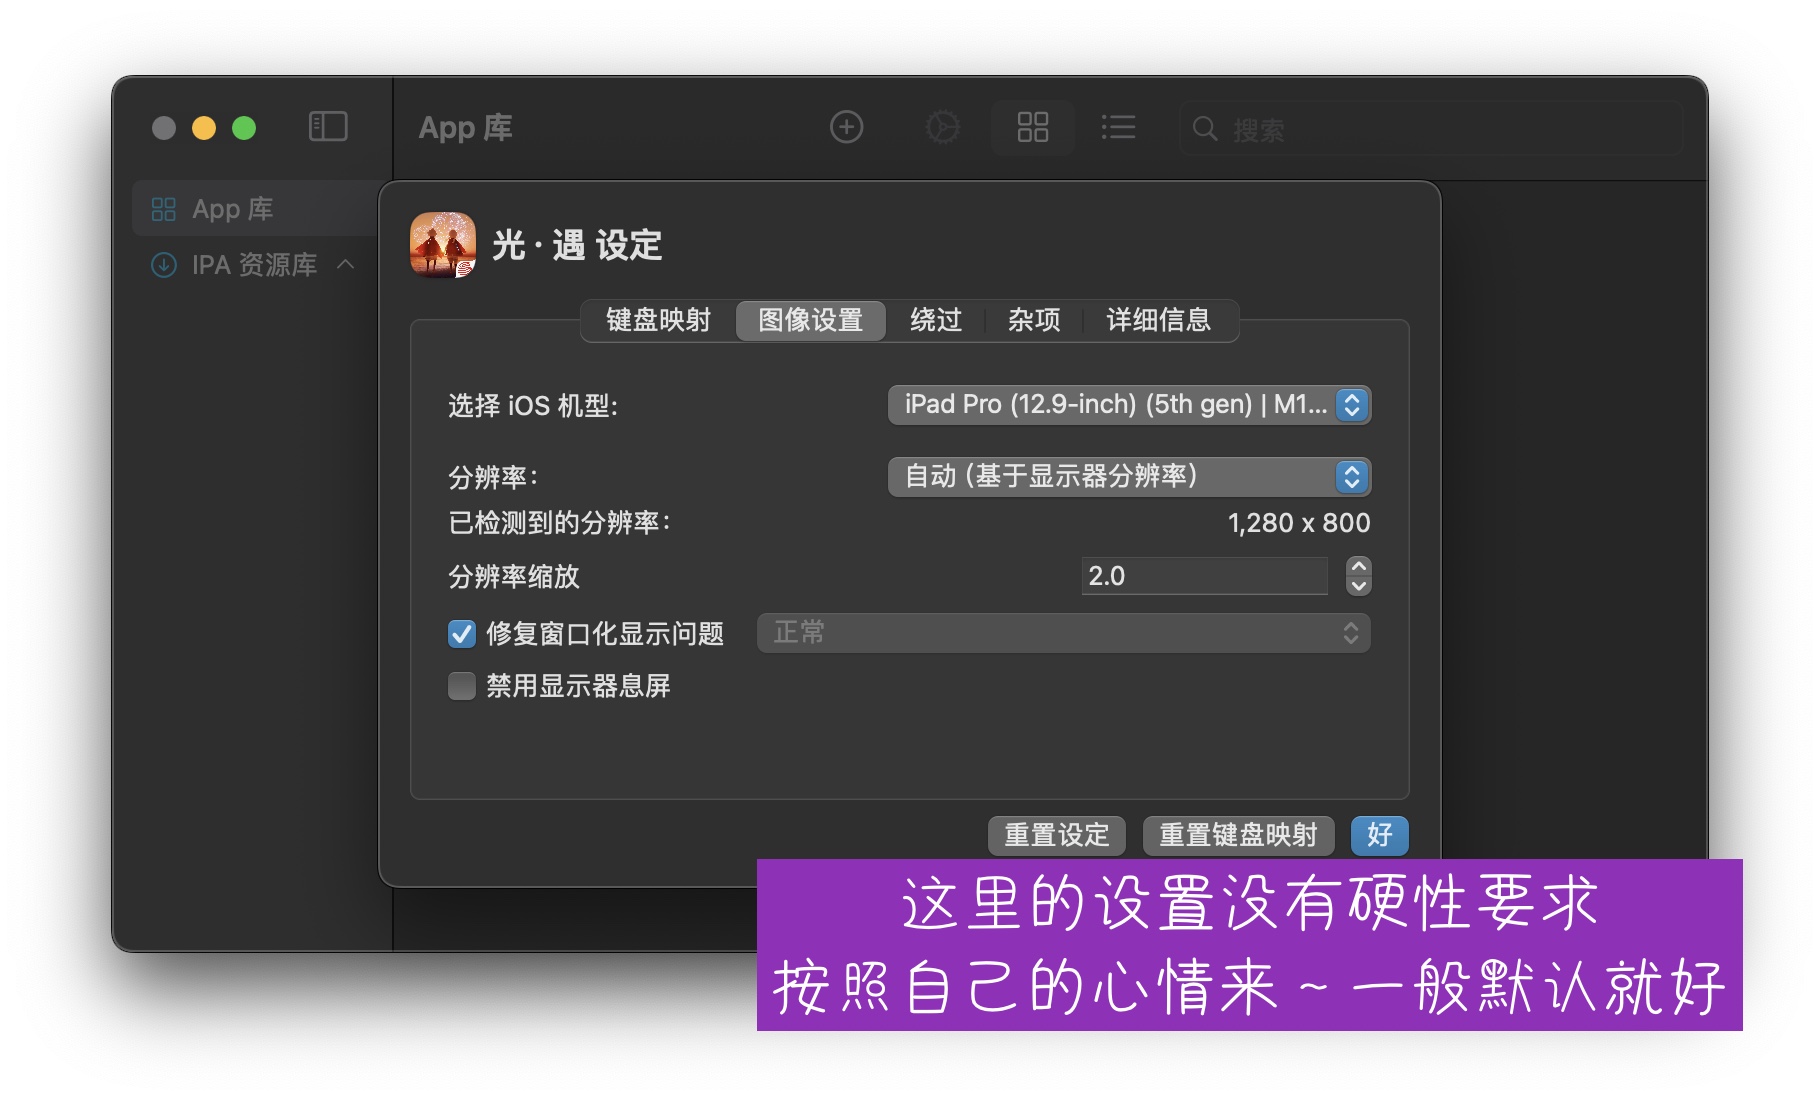 App 库
搜索
App 库
IPA 资源库
光·遇 设定
键盘映射 图像设置 绕过 杂项 详细信息
选择 iOS 机型: iPad Pro (12.9-inch) (5th gen) | M1...
分辨率: 自动 (基于显示器分辨率)
已检测到的分辨率: 1,280 x 800
分辨率缩放 2.0
修复窗口化显示问题 正常
禁用显示器息屏
重置设定 重置键盘映射 好
这里的设置没有硬性要求
按照自己的心情来~一般默认就好